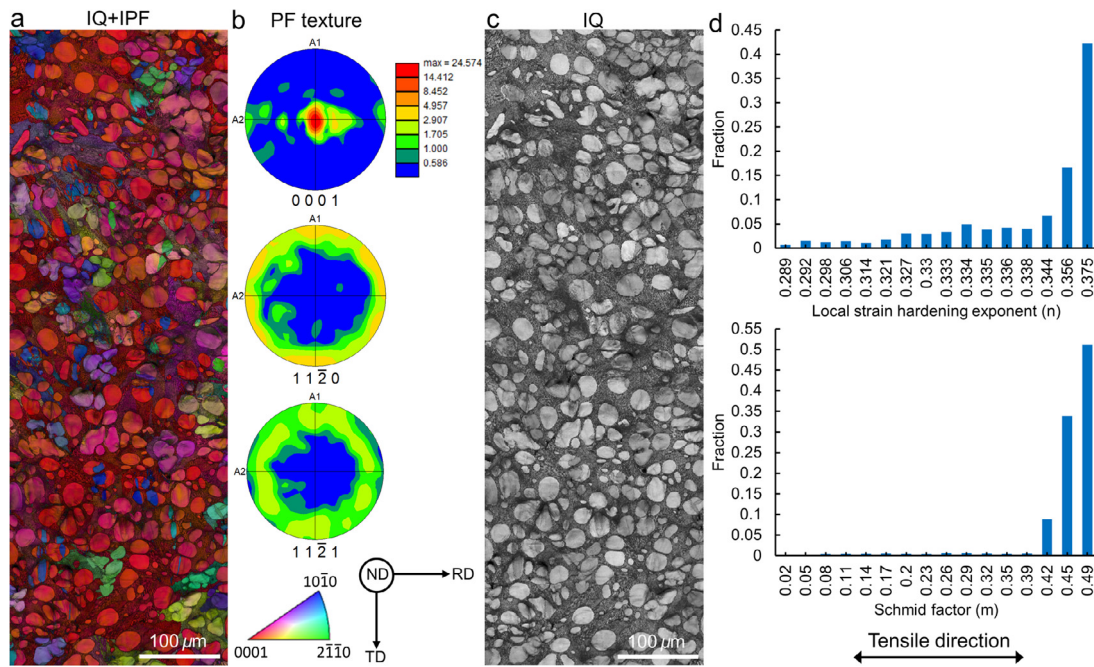 a
IQ+IPF
100 µm
b
PF texture
A1
A2
0 0 0 1
max = 24.574
14.412
8.452
4.957
2.907
1.705
1.000
0.586
A1
A2
1 1 2̅ 0
A1
A2
1 1 2̅ 1
101̅0
0001
21̅1̅0
ND
RD
TD
c
IQ
100 µm
d
0.45
0.4
0.35
0.3
0.25
0.2
0.15
0.1
0.05
0
Fraction
0.289
0.292
0.298
0.306
0.314
0.321
0.327
0.33
0.333
0.334
0.335
0.336
0.338
0.344
0.356
0.375
Local strain hardening exponent (n)
0.55
0.5
0.35
0.3
0.25
0.2
0.15
0.1
0.05
0
Fraction
0.02
0.05
0.08
0.11
0.14
0.17
0.2
0.23
0.26
0.29
0.32
0.35
0.39
0.42
0.45
0.49
Schmid factor (m)
Tensile direction